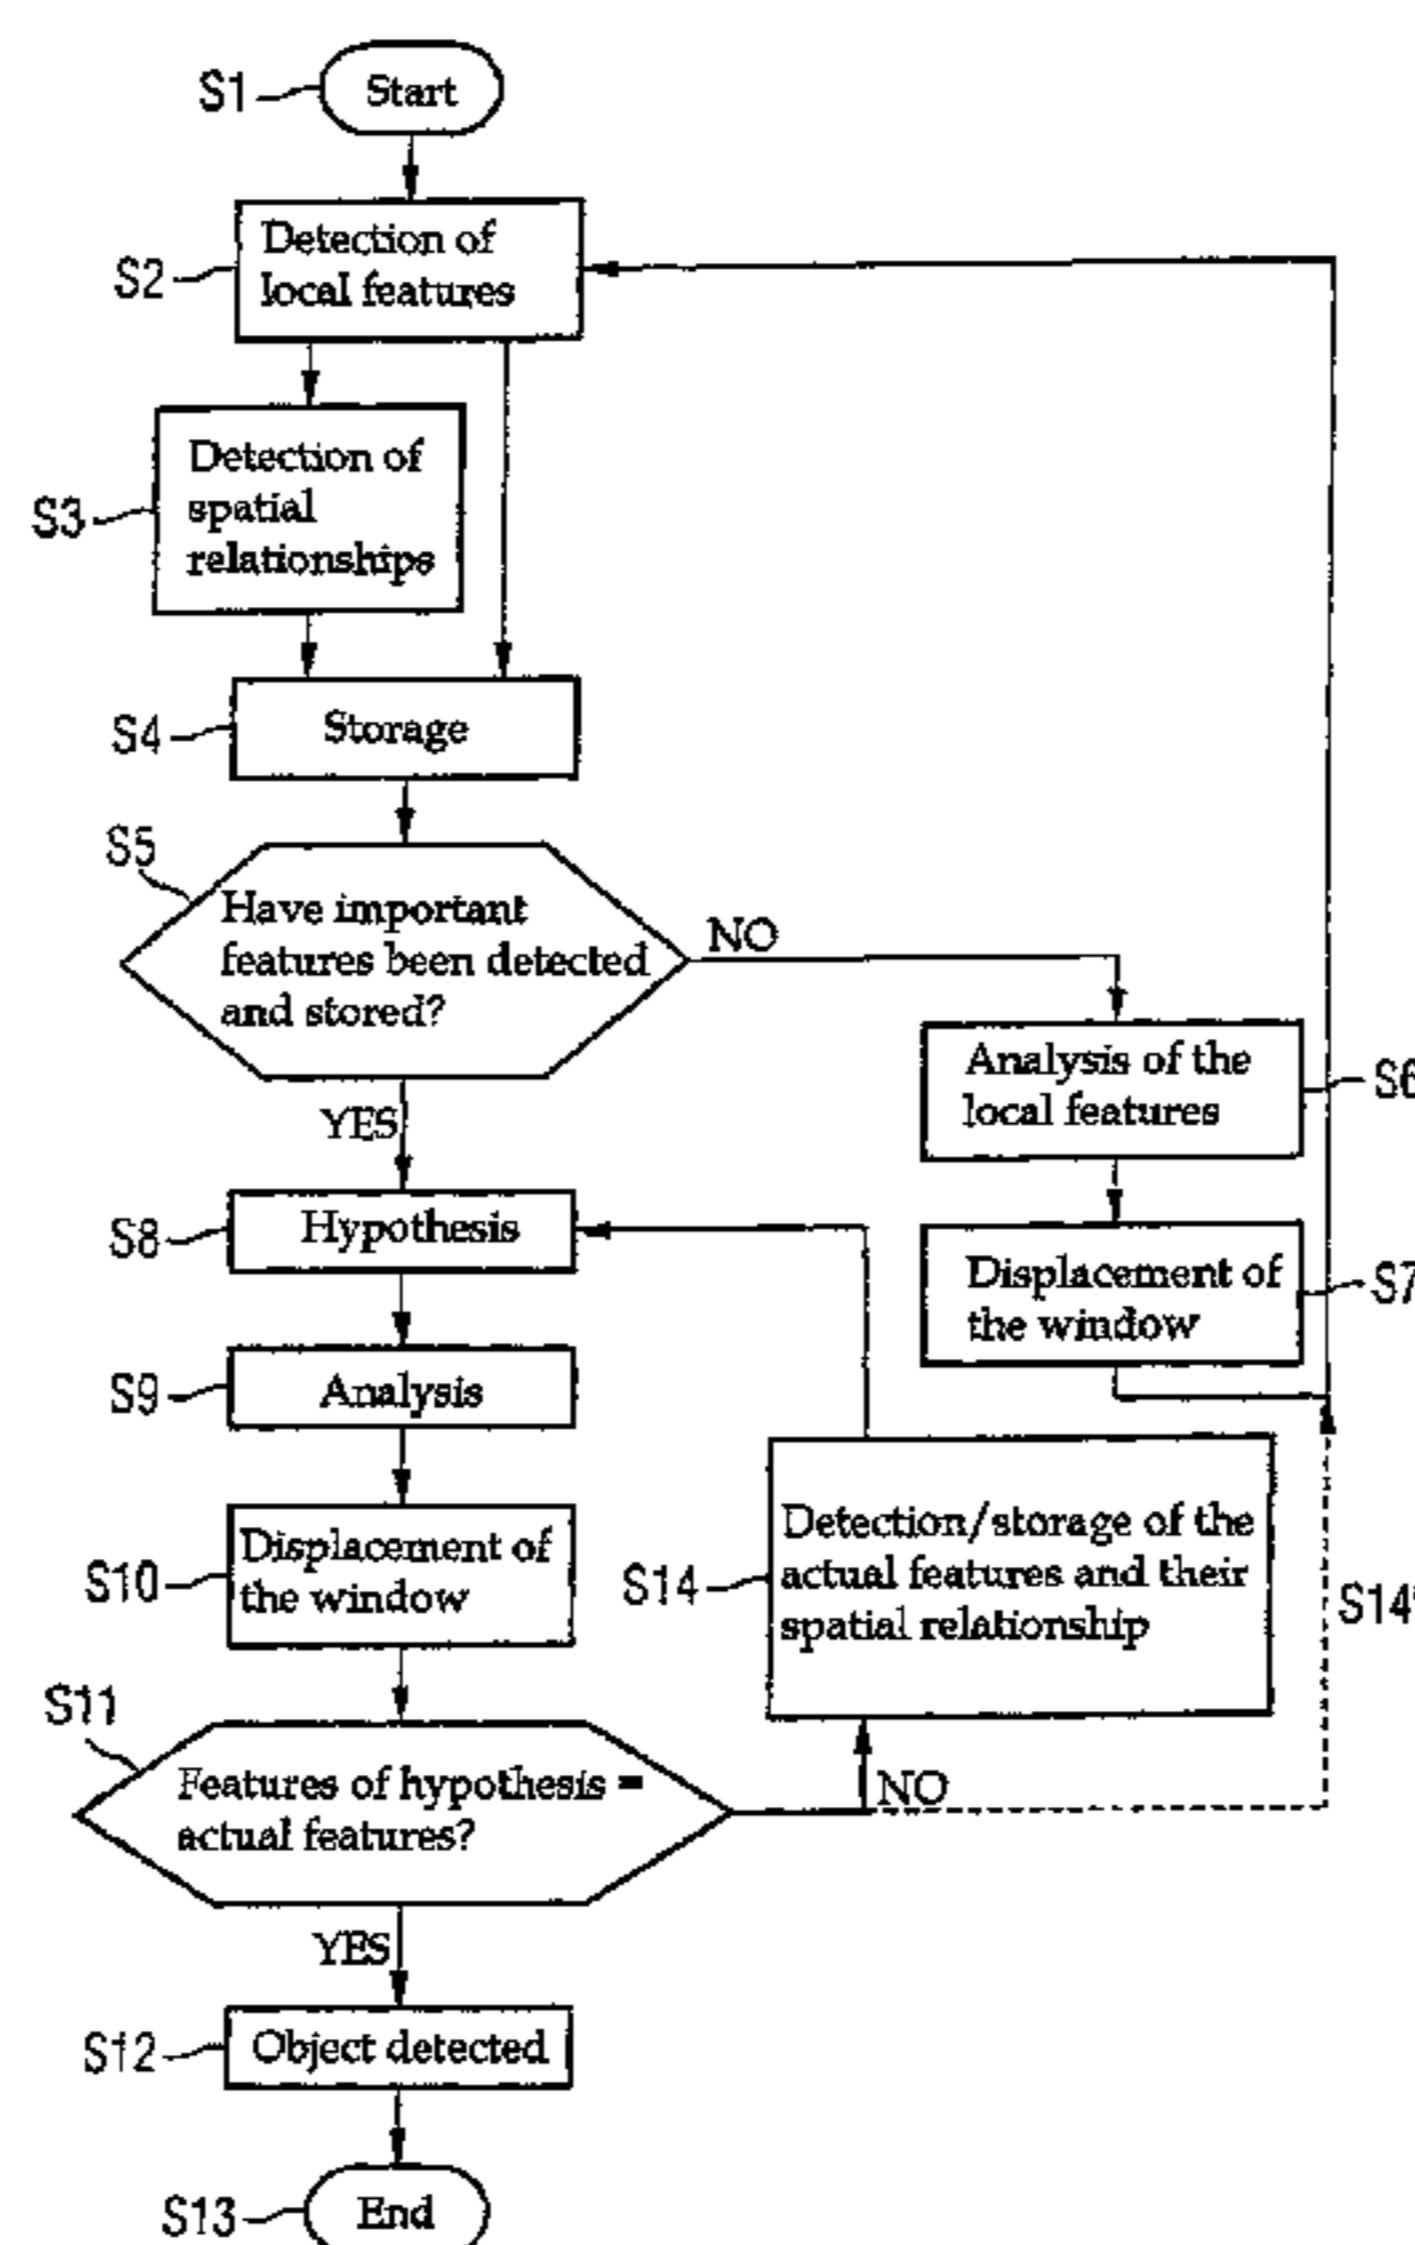 S1
Start
S2
Detection of
local features
S3
Detection of
spatial
relationships
S4
Storage
S5
Have important
features been detected
and stored?
NO
YES
Analysis of the
local features
S6
S8
Hypothesis
Displacement of
the window
S7
S9
Analysis
S10
Displacement of
the window
S14
Detection/storage of the
actual features and their
spatial relationship
S14'
S11
Features of hypothesis =
actual features?
NO
YES
S12
Object detected
S13
End